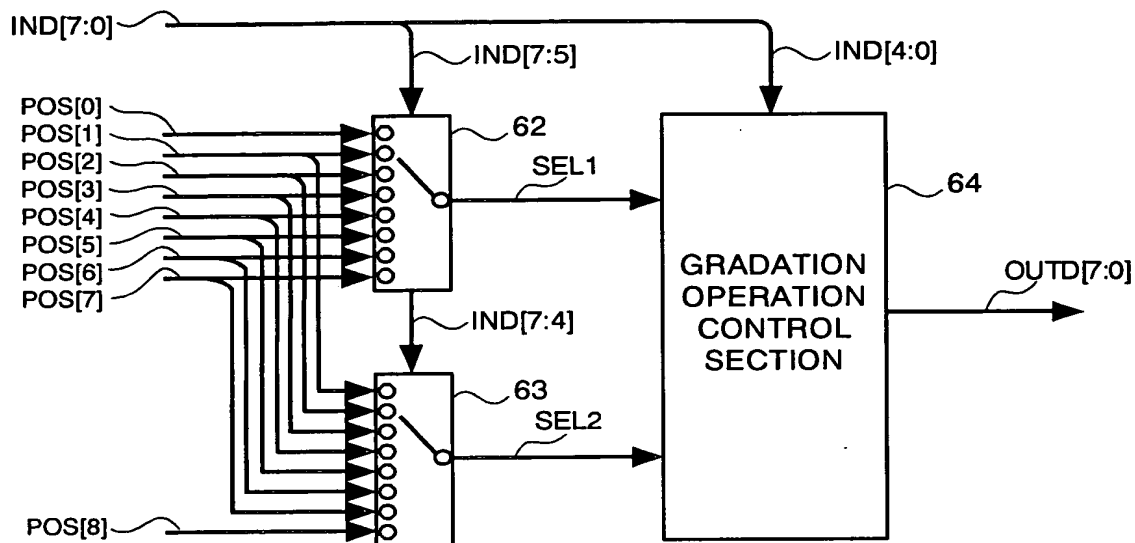 IND[7:0]
IND[7:5]
IND[4:0]
POS[0]
POS[1]
POS[2]
POS[3]
POS[4]
POS[5]
POS[6]
POS[7]
62
SEL1
64
GRADATION
OPERATION
CONTROL
SECTION
OUTD[7:0]
IND[7:4]
63
SEL2
POS[8]